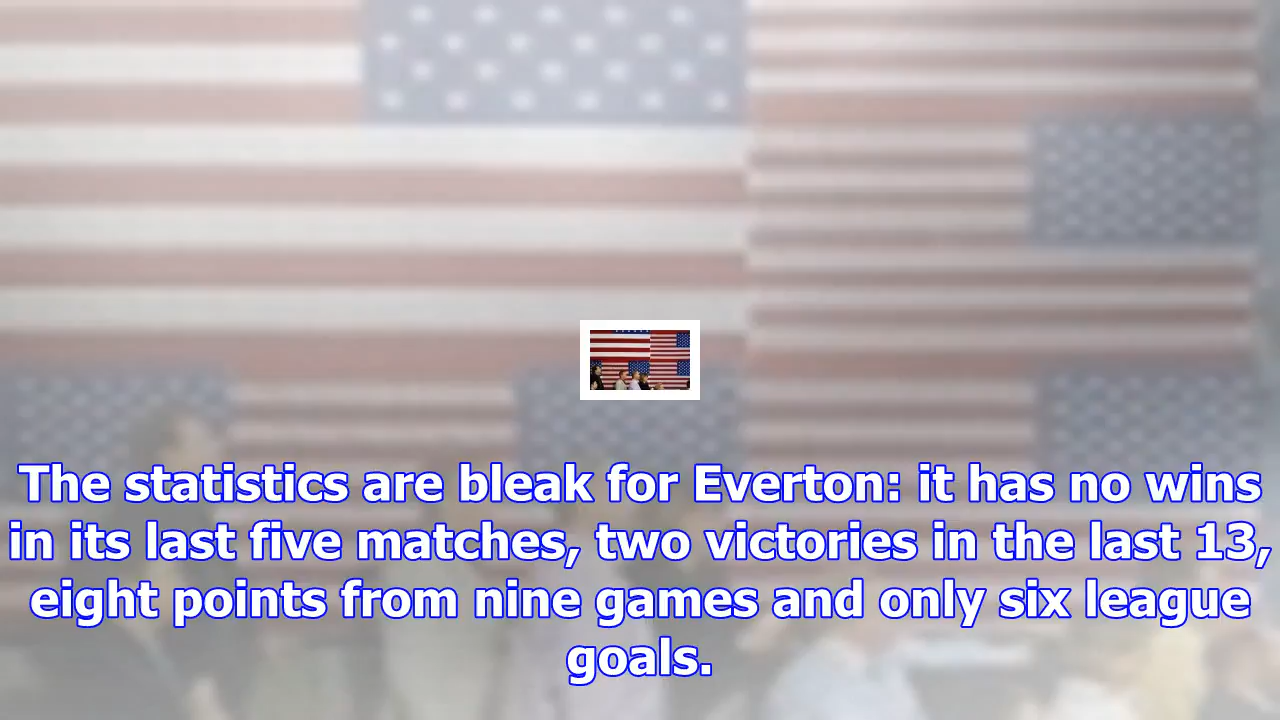 The statistics are bleak for Everton: it has no wins
in its last five matches, two victories in the last 13,
eight points from nine games and only six league
goals.